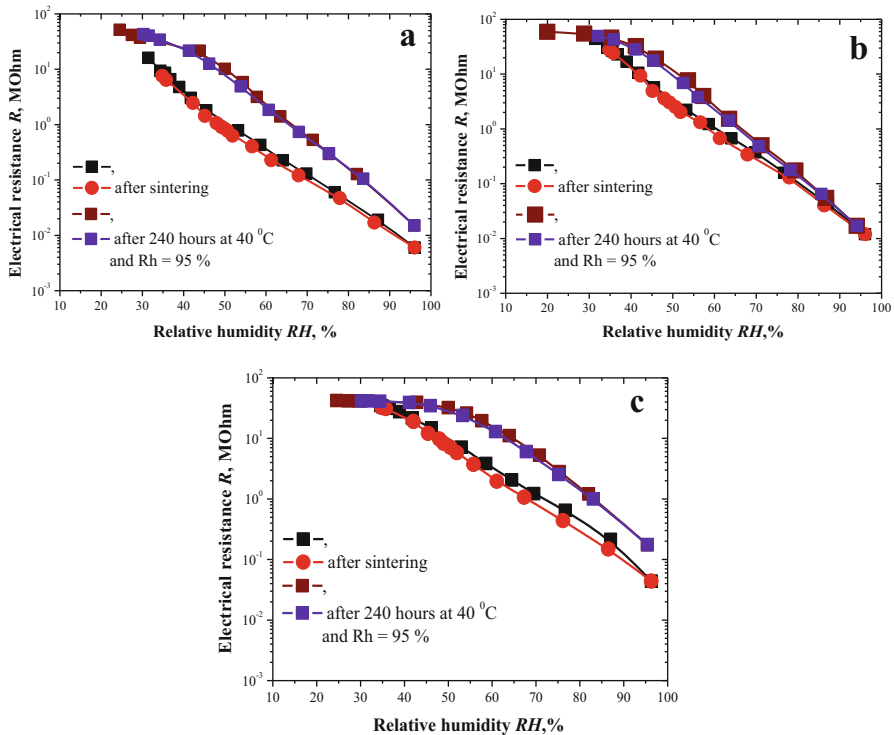 a
Electrical resistance R, MOhm
10²
10¹
10⁰
10⁻¹
10⁻²
10⁻³
,
after sintering
,
after 240 hours at 40 ⁰C
and Rh = 95 %
10 20 30 40 50 60 70 80 90 100
Relative humidity RH, %
b
Electrical resistance R, MOhm
10²
10¹
10⁰
10⁻¹
10⁻²
10⁻³
,
after sintering
,
after 240 hours at 40 ⁰C
and Rh = 95 %
10 20 30 40 50 60 70 80 90 100
Relative humidity RH,%
c
Electrical resistance R, MOhm
10²
10¹
10⁰
10⁻¹
10⁻²
10⁻³
,
after sintering
,
after 240 hours at 40 ⁰C
and Rh = 95 %
10 20 30 40 50 60 70 80 90 100
Relative humidity RH,%